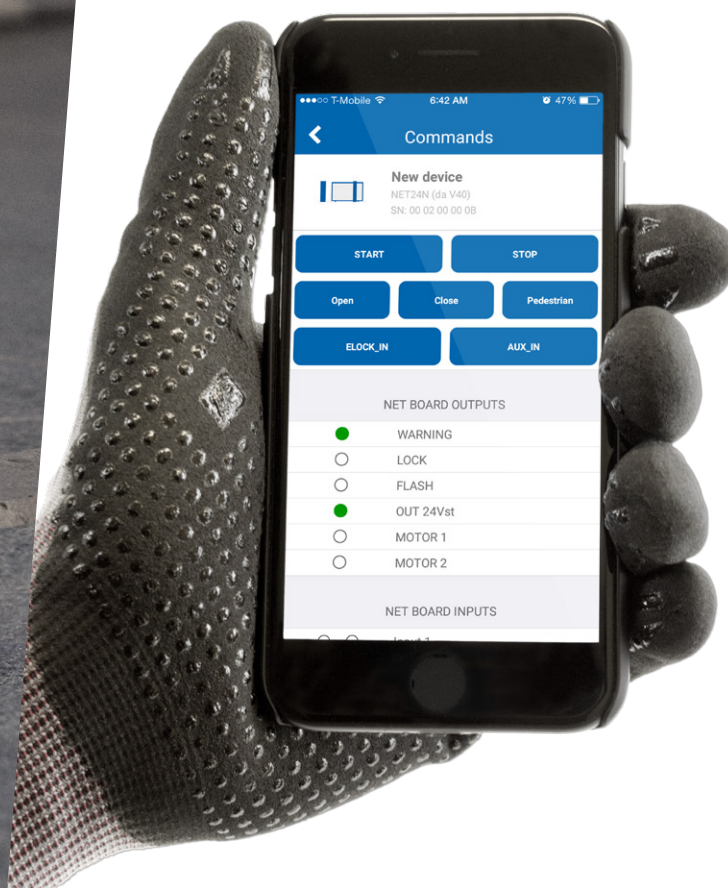 T-Mobile 6:42 AM 47%
Commands
New device
NET24N (da V40)
SN: 00 02 00 00 0B
START STOP
Open Close Pedestrian
ELOCK_IN AUX_IN
NET BOARD OUTPUTS
WARNING
LOCK
FLASH
OUT 24Vst
MOTOR 1
MOTOR 2
NET BOARD INPUTS